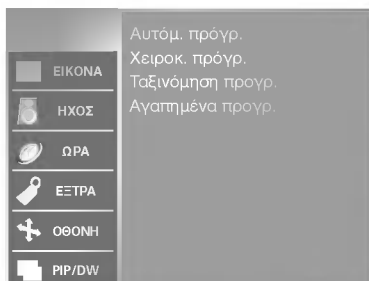 Αυτόμ. πρόγρ.
Χειροκ. πρόγρ.
Ταξινόμηση προγρ.
Αγαπημένα προγρ.
ΕΙΚΟΝΑ
ΗΧΟΣ
ΩΡΑ
ΕΞΤΡΑ
ΟΘΟΝΗ
PIP/DW